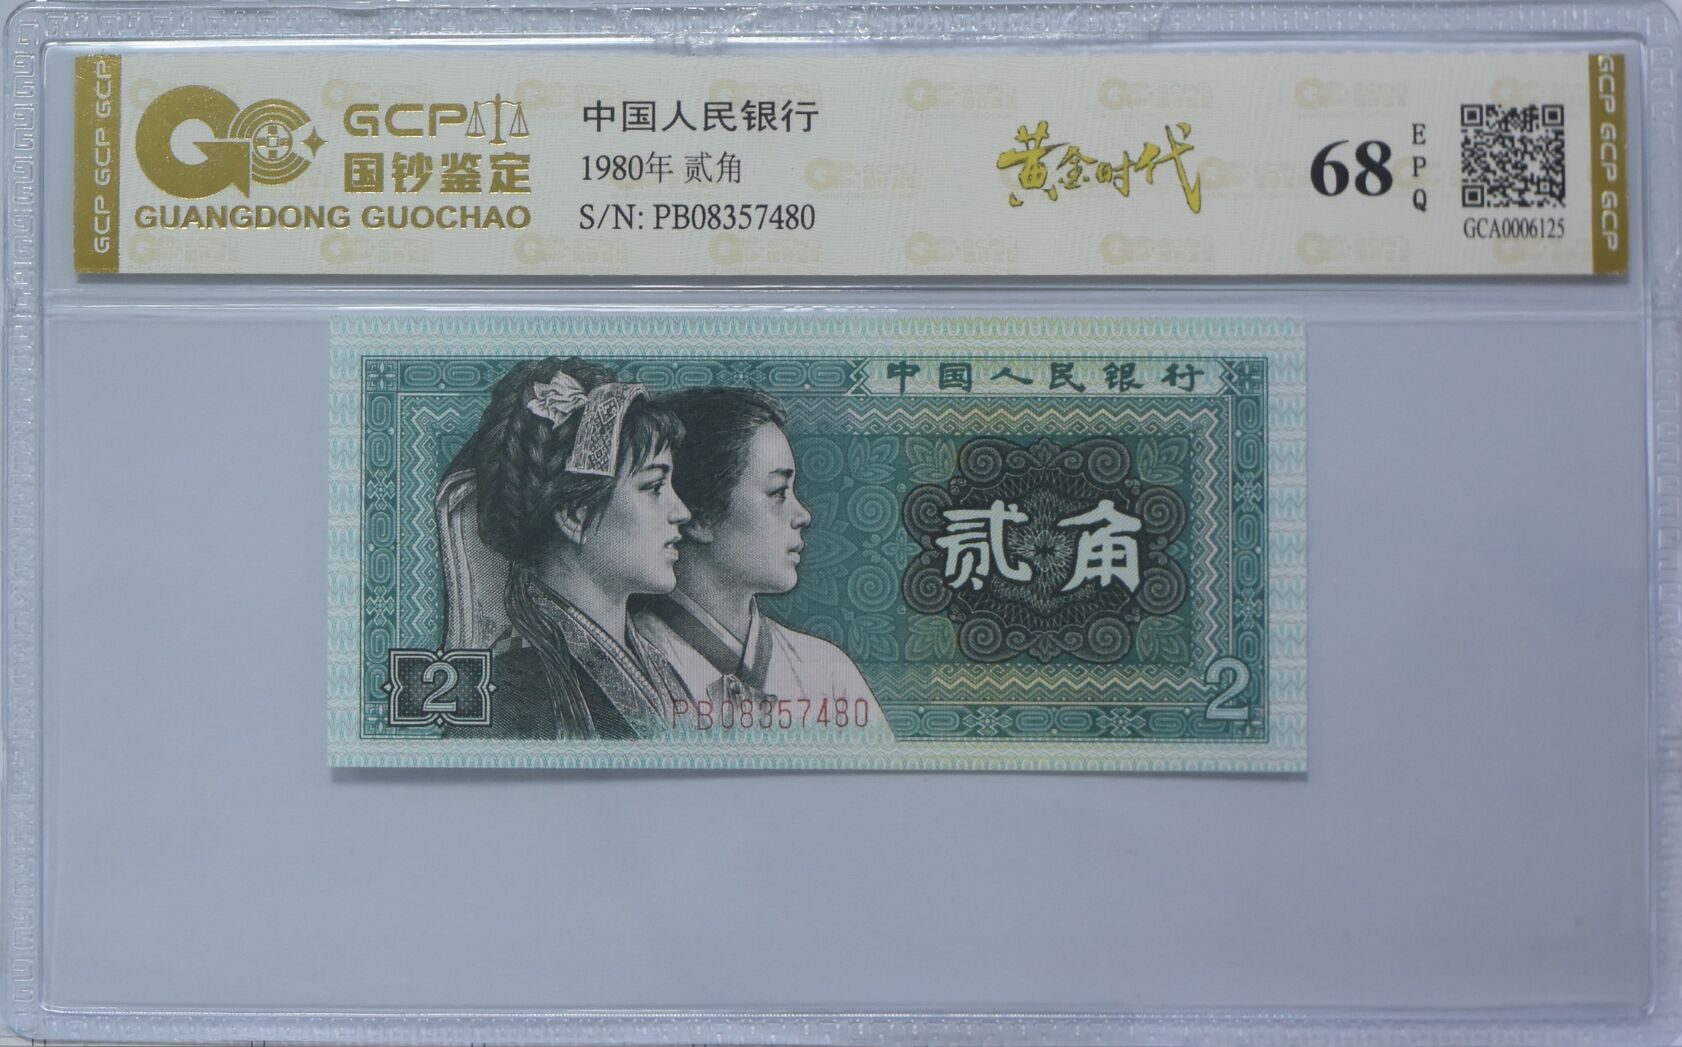 GCP GCP GCP
GCP
国钞鉴定
GUANGDONG GUOCHAO
中国人民银行
1980年 贰角
S/N: PB08357480
黄金时代
68
EPQ
GCA0006125
GCP GCP GCP
中国人民银行
贰角
2
PB08357480
2